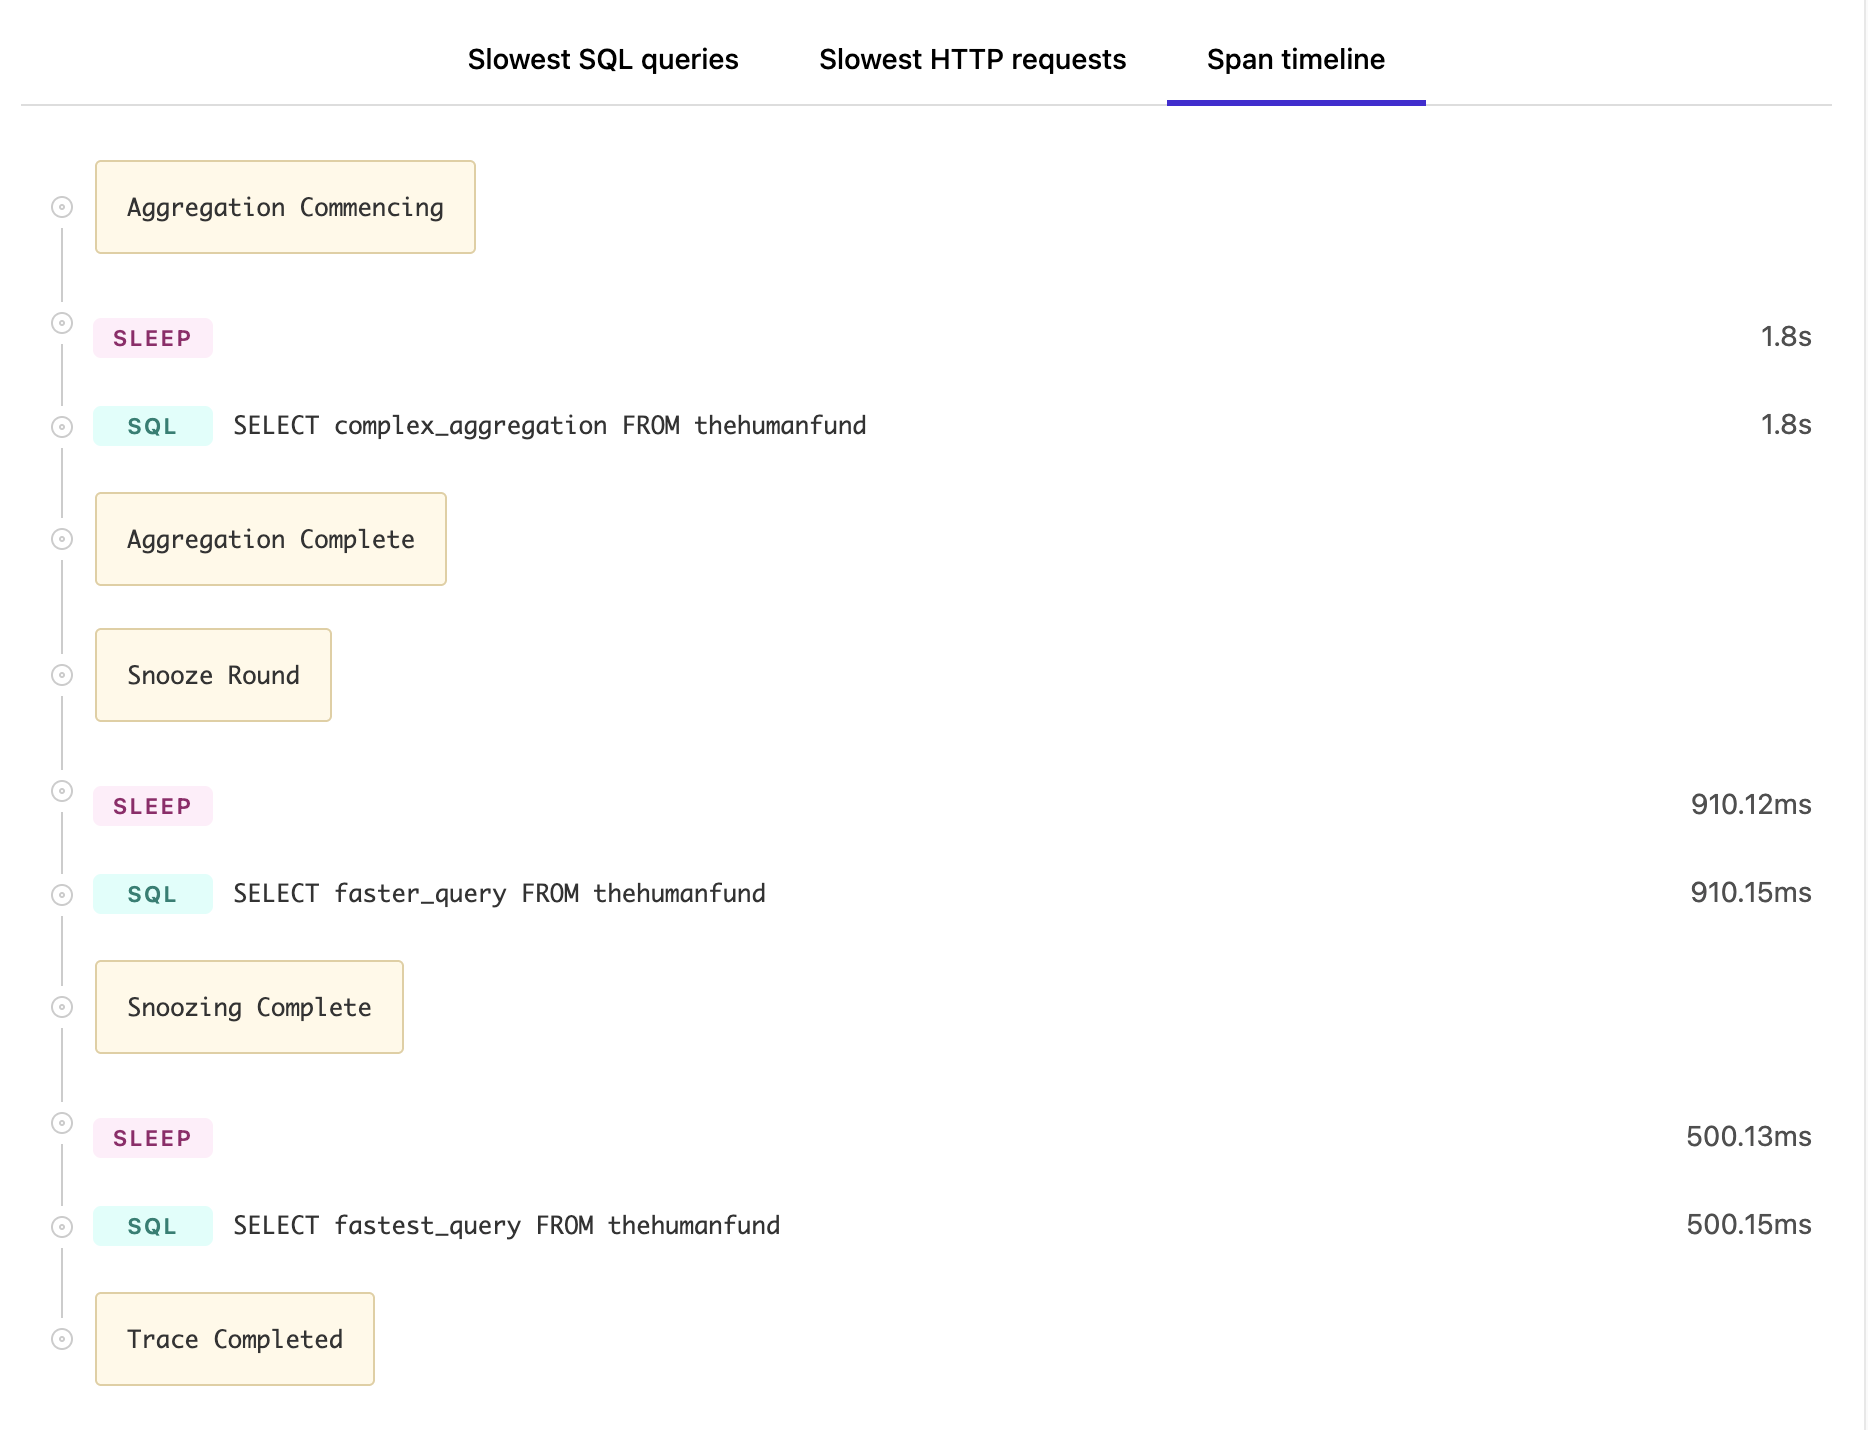 Slowest SQL queries Slowest HTTP requests Span timeline
Aggregation Commencing
SLEEP 1.8s
SQL SELECT complex_aggregation FROM thehumanfund 1.8s
Aggregation Complete
Snooze Round
SLEEP 910.12ms
SQL SELECT faster_query FROM thehumanfund 910.15ms
Snoozing Complete
SLEEP 500.13ms
SQL SELECT fastest_query FROM thehumanfund 500.15ms
Trace Completed